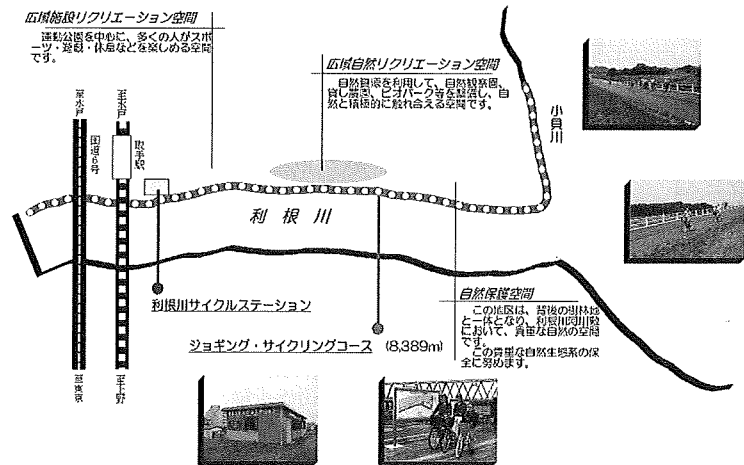 広域施設リクリエーション空間
運動公園を中心に、多くの人がスポ
ーツ・遊戯・休息などを楽しめる空間
です。
広域自然リクリエーション空間
自然資源を利用して、自然観察園、
貸し農園、ビオパーク等を整備し、自
然と積極的に触れ合える空間です。
至水戸
国道6号
至水戸
取手駅
小貝川
利根川
利根川サイクルステーション
ジョギング・サイクリングコース (8,389m)
自然保護空間
この地区は、背後の樹林地
と一体となり、利根川河川敷
において、貴重な自然の空間
です。
この貴重な自然生態系の保
全に努めます。
至東京
至上野